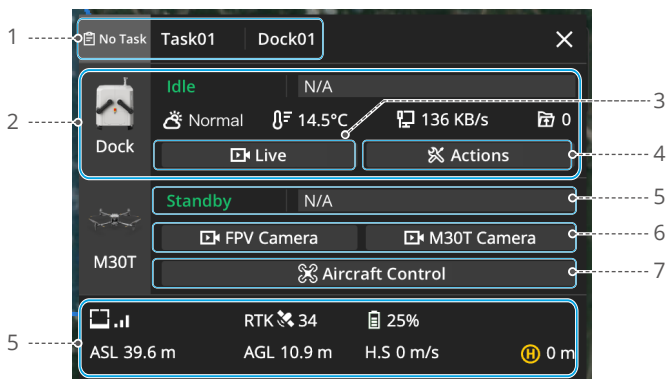 1 No Task Task01 Dock01
Idle N/A
3
2 Normal 14.5°C 136 KB/s 0
Dock Live Actions 4
Standby N/A 5
FPV Camera M30T Camera 6
M30T Aircraft Control 7
RTK 34 25%
5
ASL 39.6 m AGL 10.9 m H.S 0 m/s H 0 m